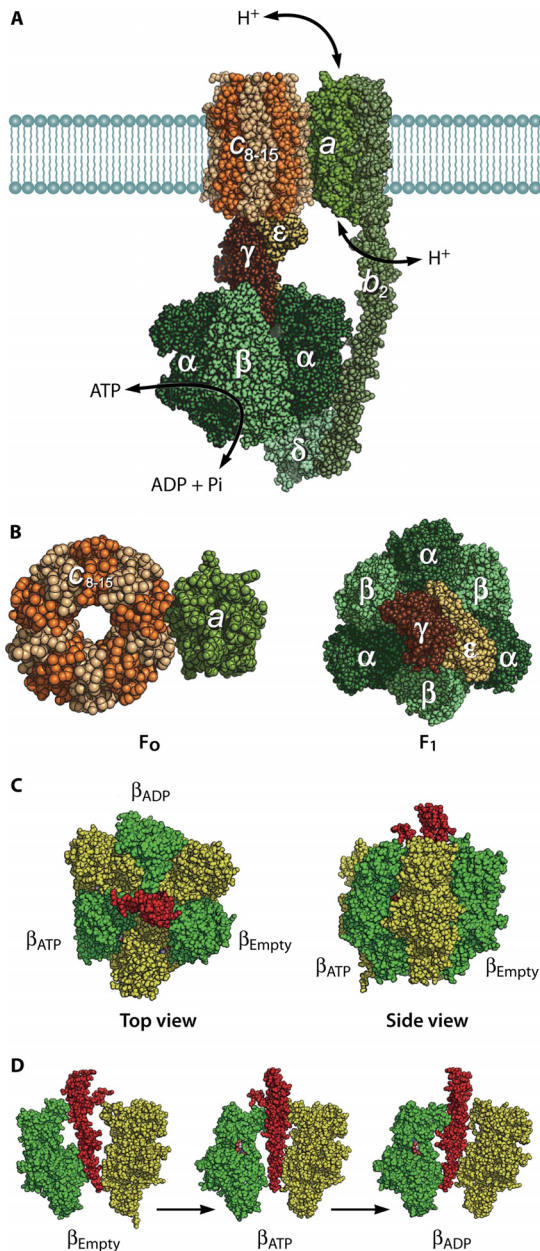 A
H⁺
c₈₋₁₅
a
ε
γ
H⁺
b₂
α
β
α
ATP
δ
ADP + Pi
B
c₈₋₁₅
a
α
β
β
γ
α
ε
α
β
Fo
F₁
C
βADP
βATP
βEmpty
βATP
βEmpty
Top view
Side view
D
βEmpty
βATP
βADP